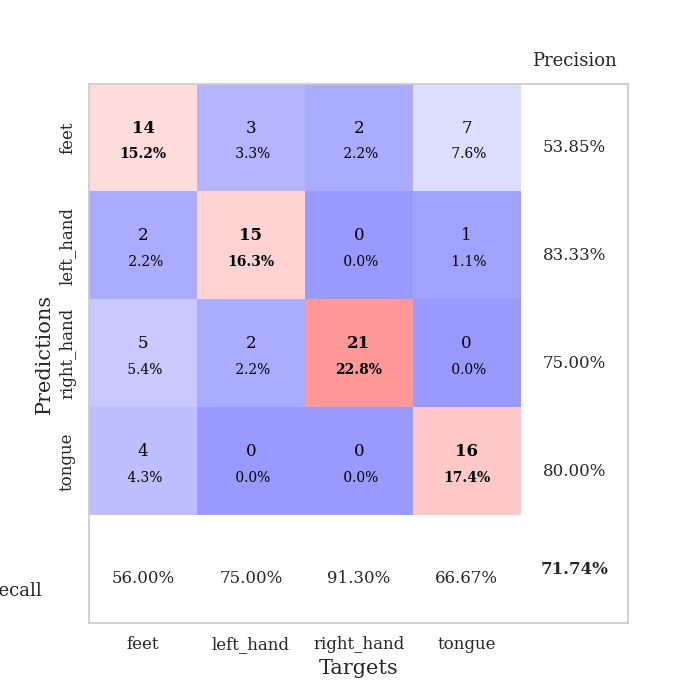 Precision
feet
14 3 2 7 53.85%
15.2% 3.3% 2.2% 7.6%
left_hand
2 15 0 1 83.33%
2.2% 16.3% 0.0% 1.1%
Predictions
right_hand
5 2 21 0 75.00%
5.4% 2.2% 22.8% 0.0%
tongue
4 0 0 16 80.00%
4.3% 0.0% 0.0% 17.4%
ecall 56.00% 75.00% 91.30% 66.67% 71.74%
feet left_hand right_hand tongue
Targets